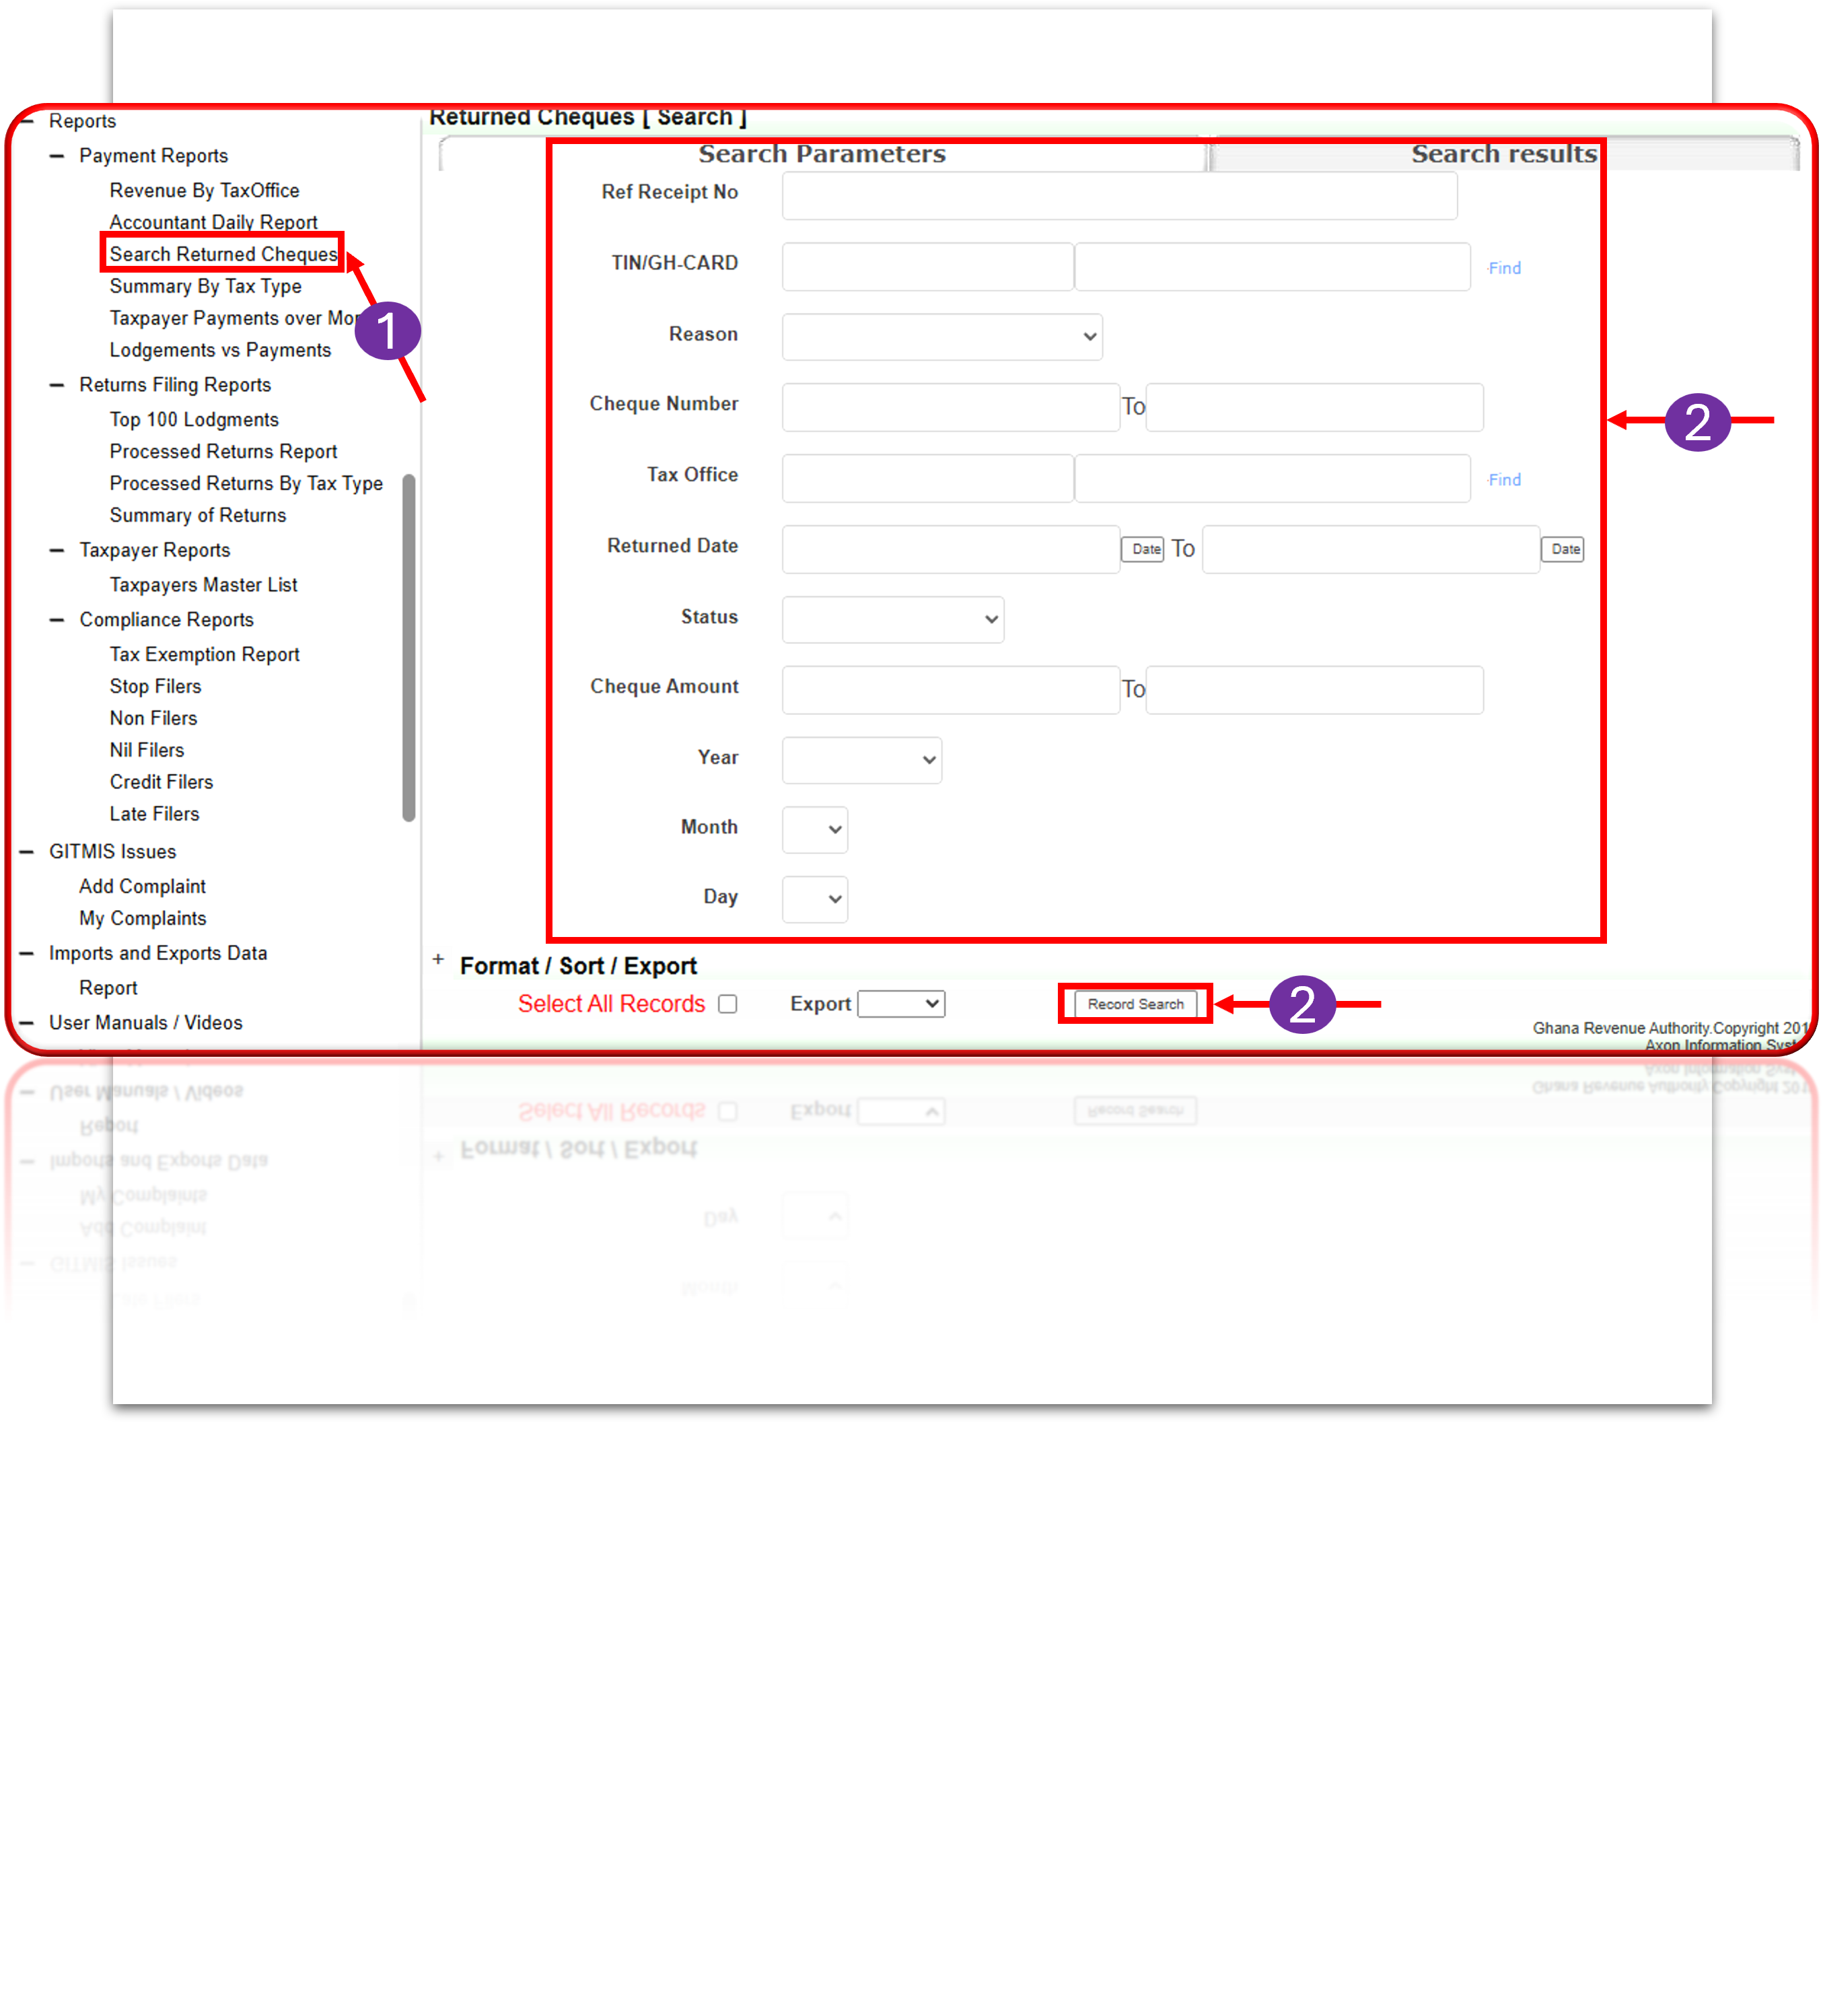 Reports
Payment Reports
Revenue By TaxOffice
Accountant Daily Report
Search Returned Cheques
Summary By Tax Type
Taxpayer Payments over
Lodgements vs Payments
1
Returns Filing Reports
Top 100 Lodgments
Processed Returns Report
Processed Returns By Tax Type
Summary of Returns
Taxpayer Reports
Taxpayers Master List
Compliance Reports
Tax Exemption Report
Stop Filers
Non Filers
Nil Filers
Credit Filers
Late Filers
GITMIS Issues
Add Complaint
My Complaints
Imports and Exports Data
Report
User Manuals / Videos
Returned Cheques [ Search ]
Search Parameters Search results
Ref Receipt No
TIN/GH-CARD Find
Reason
Cheque Number To
2
Tax Office Find
Returned Date Date To Date
Status
Cheque Amount To
Year
Month
Day
+ Format / Sort / Export
Select All Records Export Record Search 2
Ghana Revenue Authority.Copyright 201
Axon Information